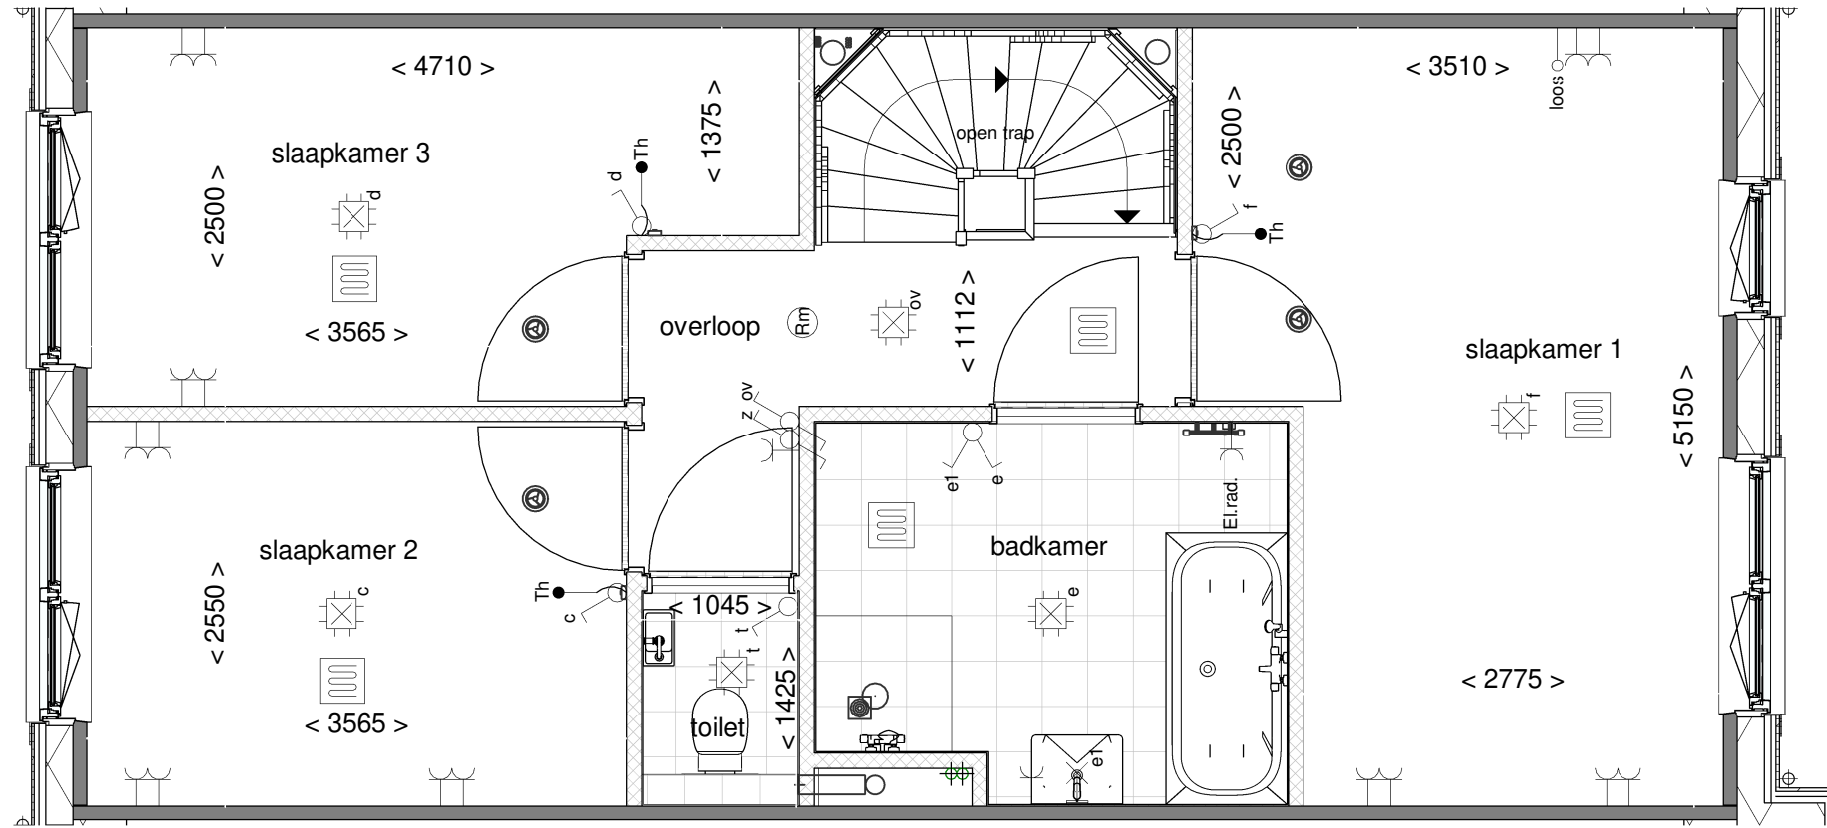 < 4710 >
< 3510 >
loos
< 1375 >
< 2500 >
open trap
slaapkamer 3
Th
d
d
< 2500 >
f
Th
< 3565 >
overloop
Rm
ov
< 1112 >
slaapkamer 1
f
< 5150 >
ov
z
e1
e
El.rad.
slaapkamer 2
badkamer
c
Th
c
< 2550 >
< 1045 >
t
t
e
< 1425 >
< 2775 >
< 3565 >
toilet
e1